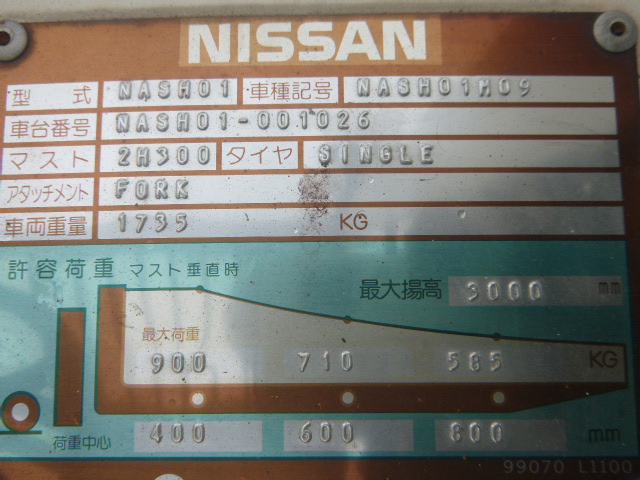 NISSAN
型 式 NASH01 車種記号 NASH01M09
車台番号 NASH01-001026
マスト 2H300 タイヤ SINGLE
アタッチメント FORK
車両重量 1735 KG
許容荷重 マスト垂直時
最大揚高 3000 mm
最大荷重
900 710 585 KG
荷重中心 400 600 800 mm
99070 L1100